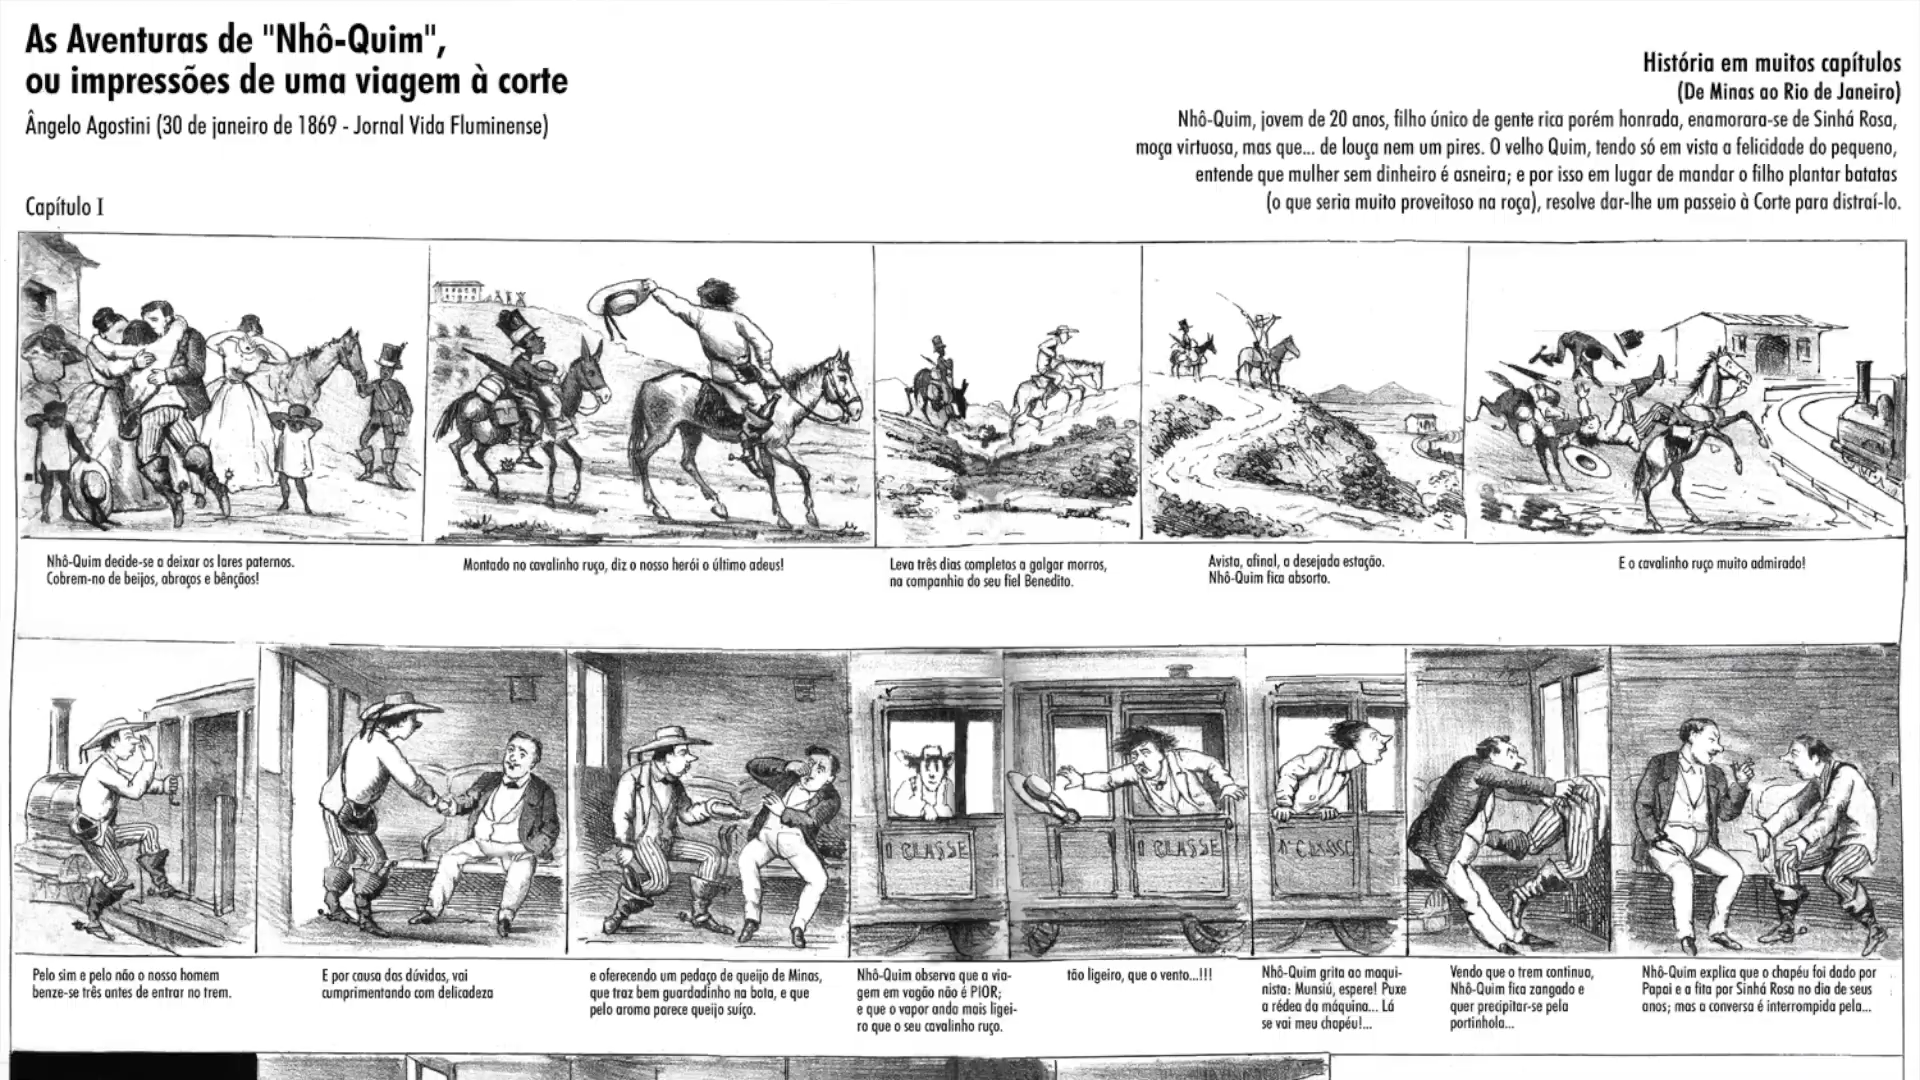 As Aventuras de "Nhô-Quim",
ou impressões de uma viagem à corte
Ângelo Agostini (30 de janeiro de 1869 - Jornal Vida Fluminense)
História em muitos capítulos
(De Minas ao Rio de Janeiro)
Nhô-Quim, jovem de 20 anos, filho único de gente rica porém honrada, enamorara-se de Sinhá Rosa,
moça virtuosa, mas que... de louça nem um pires. O velho Quim, tendo só em vista a felicidade do pequeno,
entende que mulher sem dinheiro é asneira; e por isso em lugar de mandar o filho plantar batatas
(o que seria muito proveitoso na roça), resolve dar-lhe um passeio à Corte para distraí-lo.
Capítulo I
Nhô-Quim decide-se a deixar os lares paternos.
Cobrem-no de beijos, abraços e bênçãos!
Montado no cavalinho ruço, diz o nosso herói o último adeus!
Leva três dias completos a galgar morros,
na companhia do seu fiel Benedito.
Avista, afinal, a desejada estação.
Nhô-Quim fica absorto.
E o cavalinho ruço muito admirado!
1 CLASSE
1 CLASSE
1ª CLASSE
Pelo sim e pelo não o nosso homem
benze-se três antes de entrar no trem.
E por causa das dúvidas, vai
cumprimentando com delicadeza
e oferecendo um pedaço de queijo de Minas,
que traz bem guardadinho na bota, e que
pelo aroma parece queijo suíço.
Nhô-Quim observa que a via-
gem em vagão não é PIOR;
e que o vapor anda mais ligei-
ro que o seu cavalinho ruço.
tão ligeiro, que o vento...!!!
Nhô-Quim grita ao maqui-
nista: Munsiú, espere! Puxe
a rédea da máquina... Lá
se vai meu chapéu!...
Vendo que o trem continua,
Nhô-Quim fica zangado e
quer precipitar-se pela
portinhola...
Nhô-Quim explica que o chapéu foi dado por
Papai e a fita por Sinhá Rosa no dia de seus
anos; mas a conversa é interrompida pela...